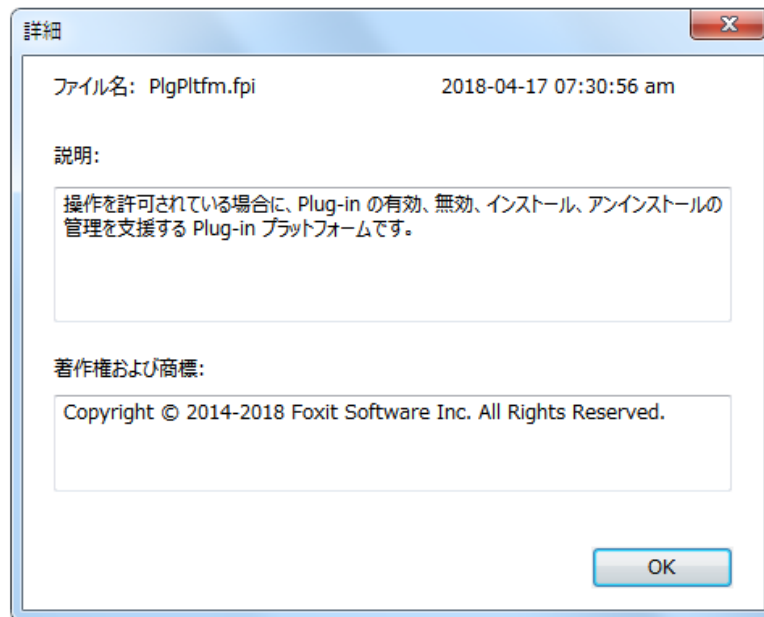 詳細
ファイル名: PlgPltfm.fpi 2018-04-17 07:30:56 am
説明:
操作を許可されている場合に、Plug-in の有効、無効、インストール、アンインストールの
管理を支援する Plug-in プラットフォームです。
著作権および商標:
Copyright © 2014-2018 Foxit Software Inc. All Rights Reserved.
OK